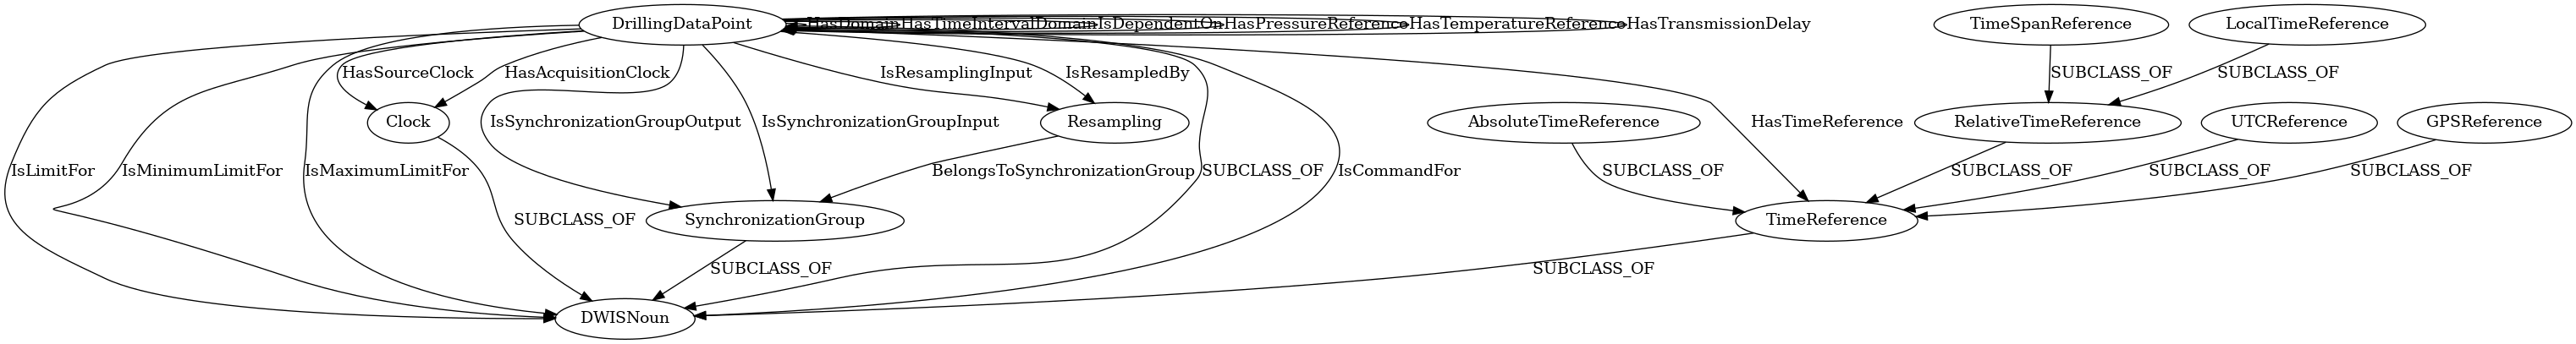 DrillingDataPoint
HasDomain
HasTimeIntervalDomain
IsDependentOn
HasPressureReference
HasTemperatureReference
HasTransmissionDelay
TimeSpanReference
LocalTimeReference
HasSourceClock
HasAcquisitionClock
IsResamplingInput
IsResampledBy
SUBCLASS_OF
SUBCLASS_OF
Clock
IsSynchronizationGroupOutput
IsSynchronizationGroupInput
Resampling
AbsoluteTimeReference
HasTimeReference
RelativeTimeReference
UTCReference
GPSReference
IsLimitFor
IsMinimumLimitFor
IsMaximumLimitFor
BelongsToSynchronizationGroup
SUBCLASS_OF
IsCommandFor
SUBCLASS_OF
SUBCLASS_OF
SUBCLASS_OF
SUBCLASS_OF
SUBCLASS_OF
SynchronizationGroup
TimeReference
SUBCLASS_OF
SUBCLASS_OF
DWISNoun